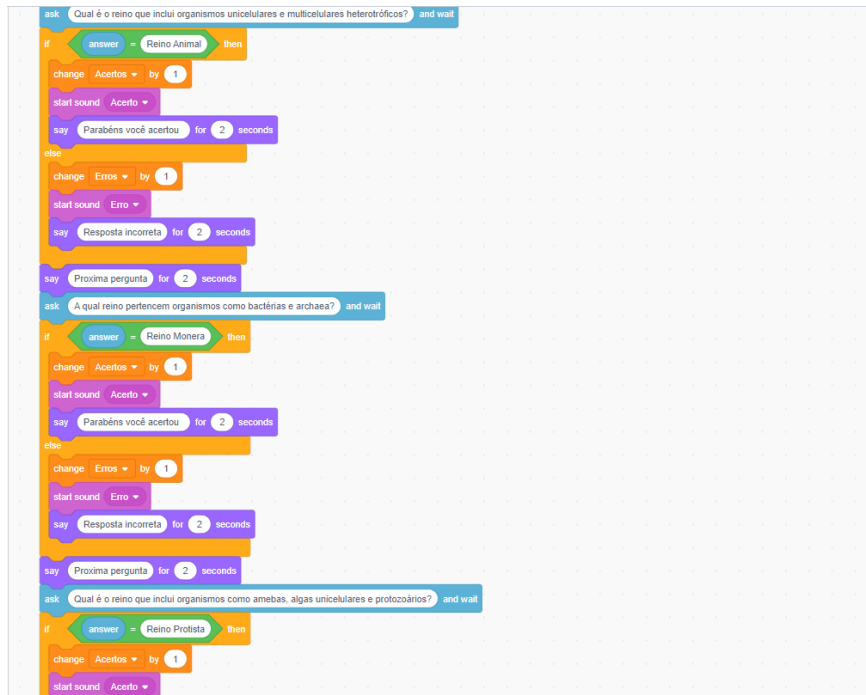 ask Qual é o reino que inclui organismos unicelulares e multicelulares heterotróficos? and wait
if answer = Reino Animal then
change Acertos by 1
start sound Acerto
say Parabéns você acertou for 2 seconds
else
change Erros by 1
start sound Erro
say Resposta incorreta for 2 seconds
say Proxima pergunta for 2 seconds
ask A qual reino pertencem organismos como bactérias e archaea? and wait
if answer = Reino Monera then
change Acertos by 1
start sound Acerto
say Parabéns você acertou for 2 seconds
else
change Erros by 1
start sound Erro
say Resposta incorreta for 2 seconds
say Proxima pergunta for 2 seconds
ask Qual é o reino que inclui organismos como amebas, algas unicelulares e protozoários? and wait
if answer = Reino Protista then
change Acertos by 1
start sound Acerto